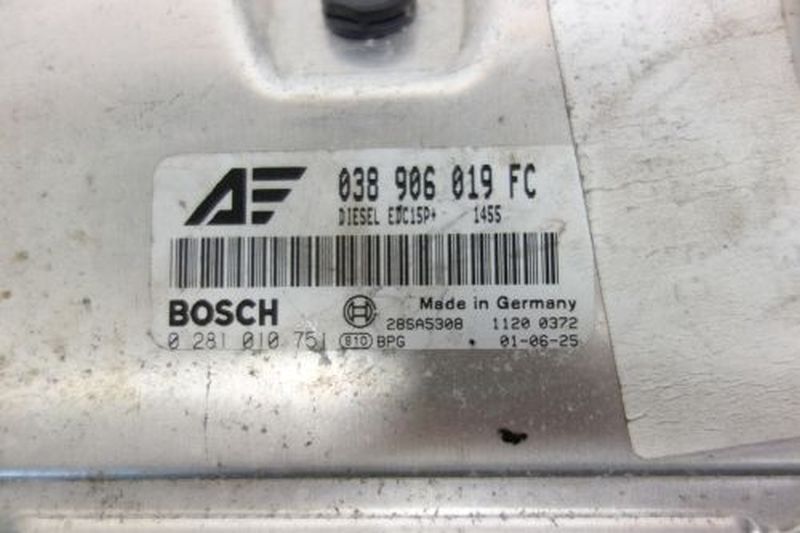 AE 038 906 019 FC
DIESEL EDC15P+ 1455
BOSCH Made in Germany
28SA5308 1120 0372
0 281 010 751 810 BPG 01-06-25